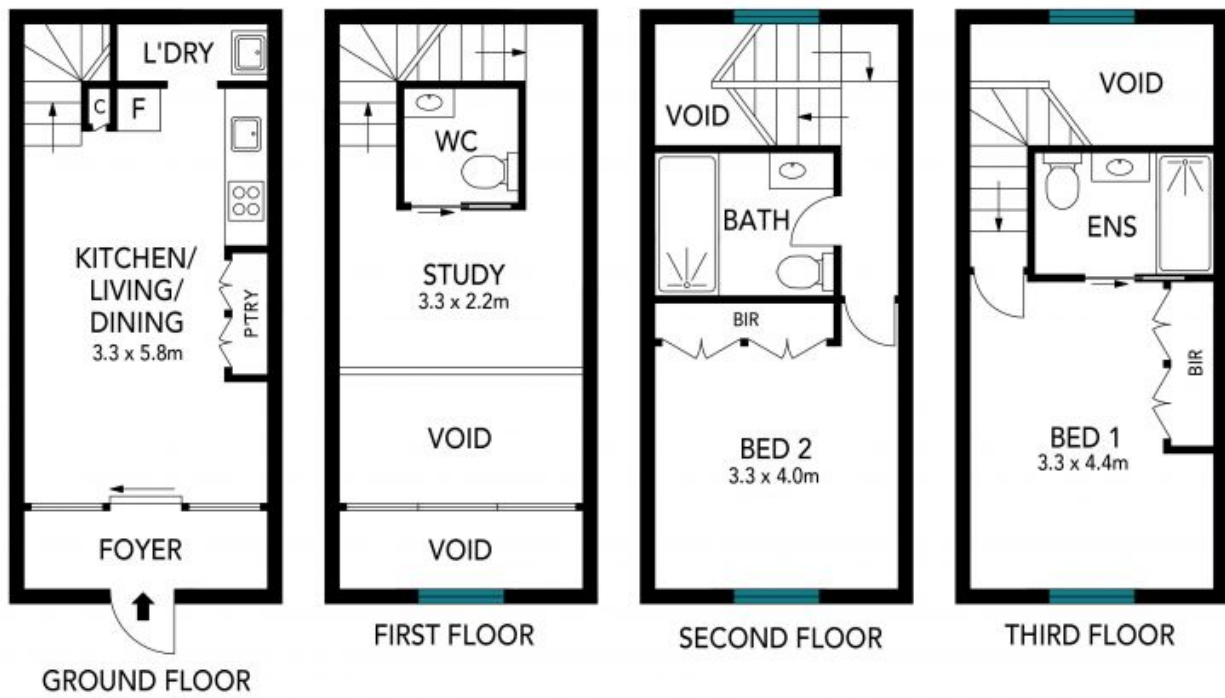 L'DRY
C
F
KITCHEN/
LIVING/
DINING
3.3 x 5.8m
P'TRY
FOYER
GROUND FLOOR
WC
STUDY
3.3 x 2.2m
VOID
VOID
FIRST FLOOR
VOID
BATH
BIR
BED 2
3.3 x 4.0m
SECOND FLOOR
VOID
ENS
BIR
BED 1
3.3 x 4.4m
THIRD FLOOR